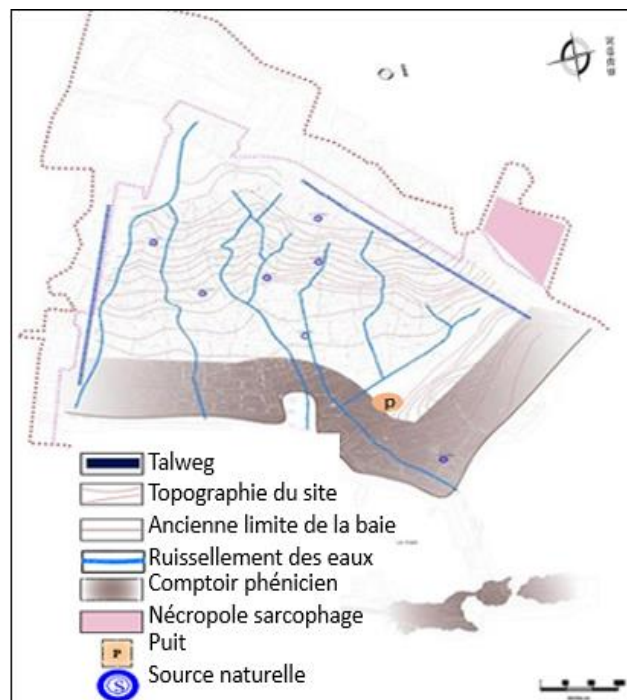 P
Talweg
Topographie du site
Ancienne limite de la baie
Ruissellement des eaux
Comptoir phénicien
Nécropole sarcophage
P Puit
S Source naturelle